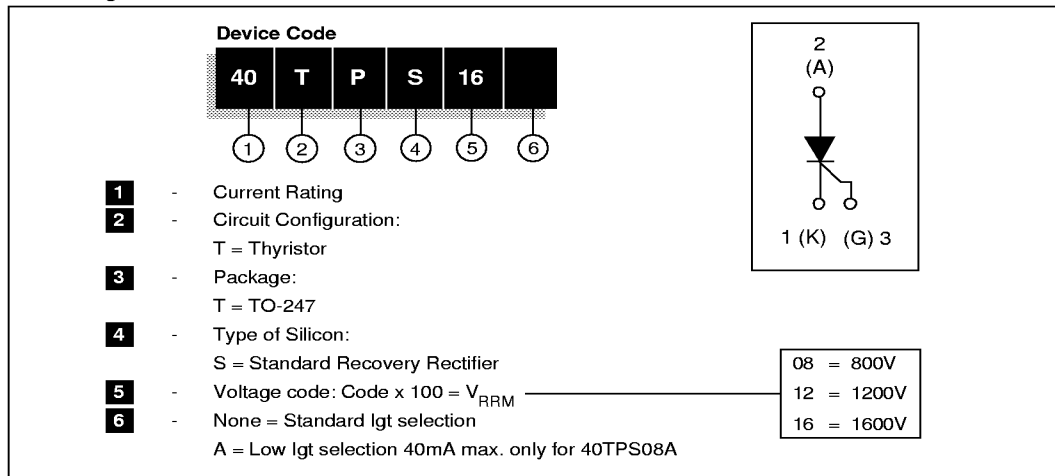 Device Code
40 T P S 16
1 2 3 4 5 6
1 - Current Rating
2 - Circuit Configuration:
T = Thyristor
3 - Package:
T = TO-247
4 - Type of Silicon:
S = Standard Recovery Rectifier
5 - Voltage code: Code x 100 = VRRM
6 - None = Standard Igt selection
A = Low Igt selection 40mA max. only for 40TPS08A
08 = 800V
12 = 1200V
16 = 1600V
2
(A)
1 (K) (G) 3